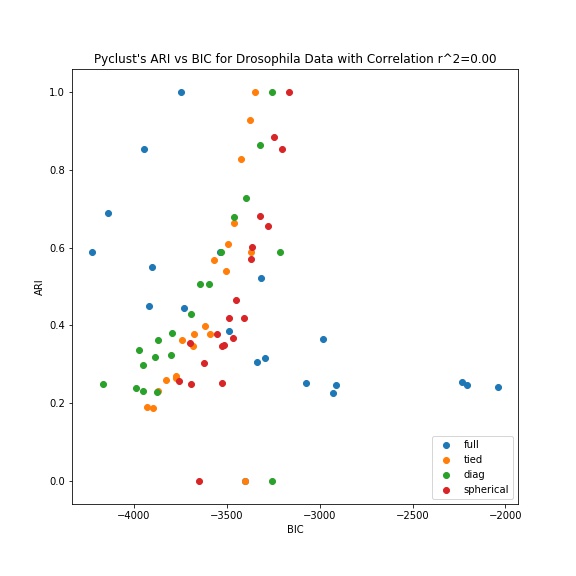 Pyclust's ARI vs BIC for Drosophila Data with Correlation r^2=0.00
1.0
0.8
0.6
0.4
0.2
0.0
ARI
−4000
−3500
−3000
−2500
−2000
BIC
full
tied
diag
spherical